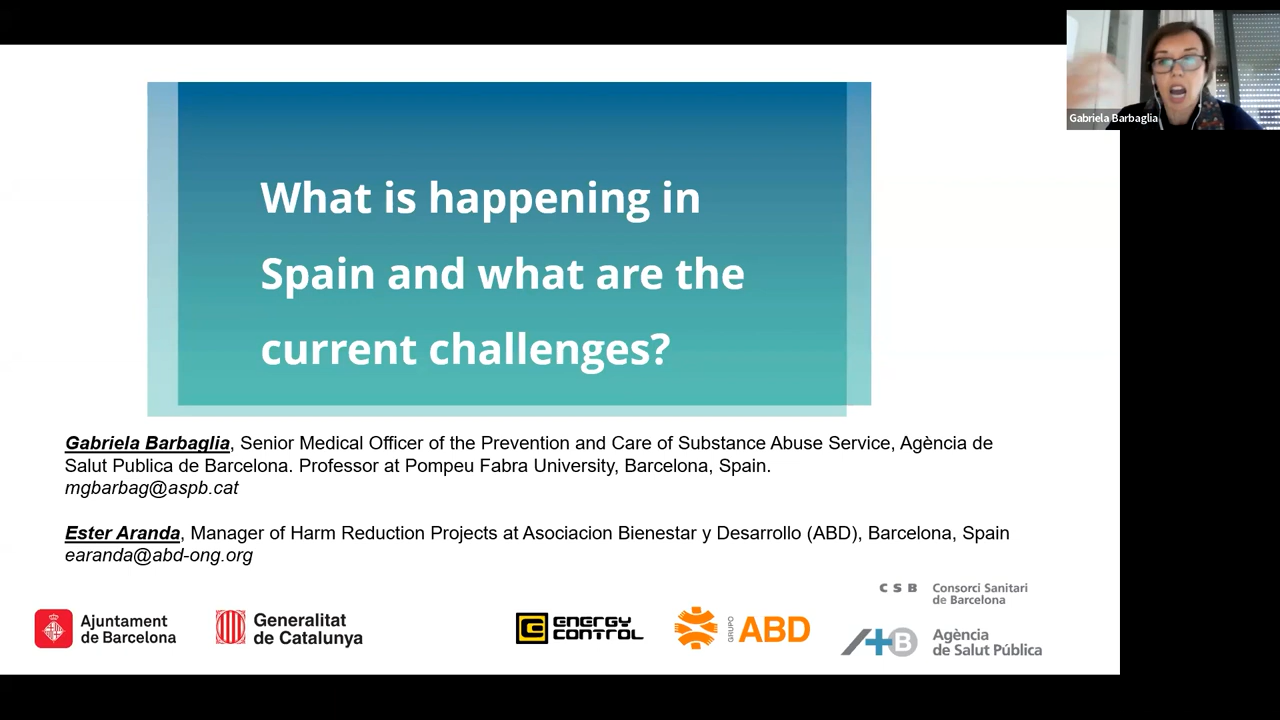 Gabriela Barbaglia
What is happening in
Spain and what are the
current challenges?
Gabriela Barbaglia, Senior Medical Officer of the Prevention and Care of Substance Abuse Service, Agència de
Salut Publica de Barcelona. Professor at Pompeu Fabra University, Barcelona, Spain.
mgbarbag@aspb.cat
Ester Aranda, Manager of Harm Reduction Projects at Asociacion Bienestar y Desarrollo (ABD), Barcelona, Spain
earanda@abd-ong.org
Ajuntament
de Barcelona
Generalitat
de Catalunya
ENERGY
CONTROL
GRUPO
ABD
CSB
Consorci Sanitari
de Barcelona
B
Agència
de Salut Pública